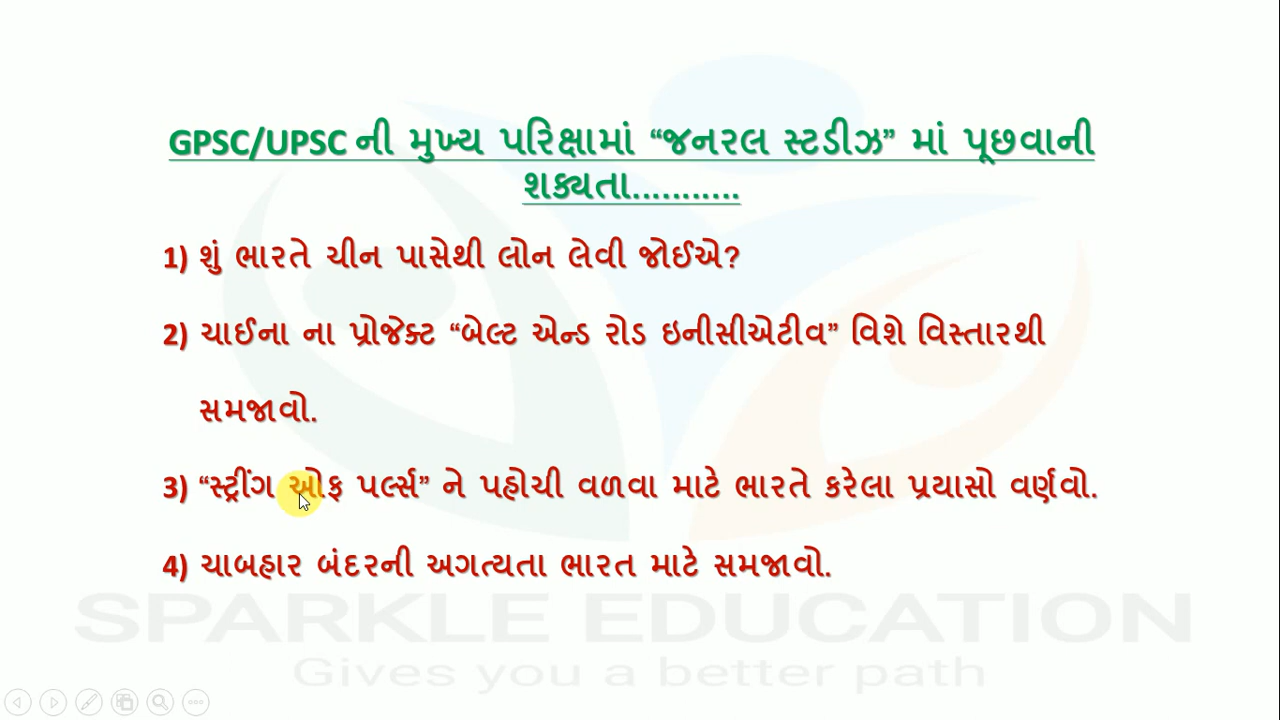 GPSC/UPSC ની મુખ્ય પરિક્ષામાં “જનરલ સ્ટડીઝ” માં પૂછવાની
શક્યતા...........
1) શું ભારતે ચીન પાસેથી લોન લેવી જોઈએ?
2) ચાઈના ના પ્રોજેક્ટ “બેલ્ટ એન્ડ રોડ ઇનીસીએટીવ” વિશે વિસ્તારથી
સમજાવો.
3) “સ્ટ્રીંગ ઓફ પર્લ્સ” ને પહોચી વળવા માટે ભારતે કરેલા પ્રયાસો વર્ણવો.
4) ચાબહાર બંદરની અગત્યતા ભારત માટે સમજાવો.
SPARKLE EDUCATION
Gives you a better path